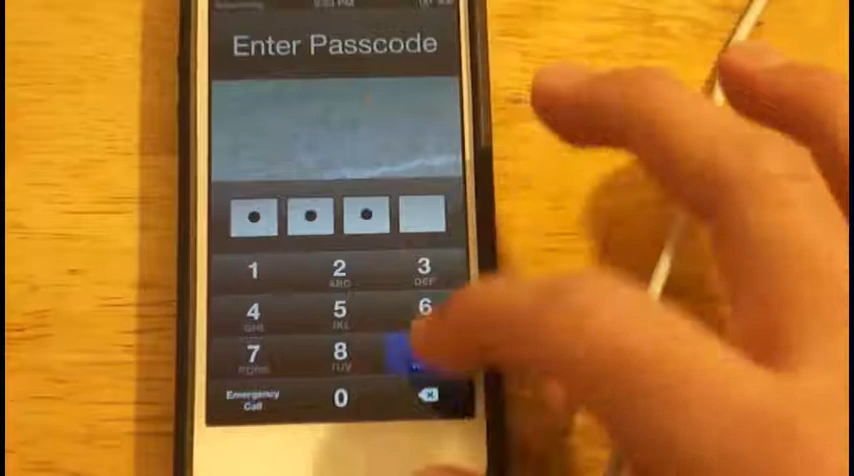 Enter Passcode
1
2
ABC
3
DEF
4
GHI
5
JKL
6
7
PQRS
8
TUV
Emergency
Call
0